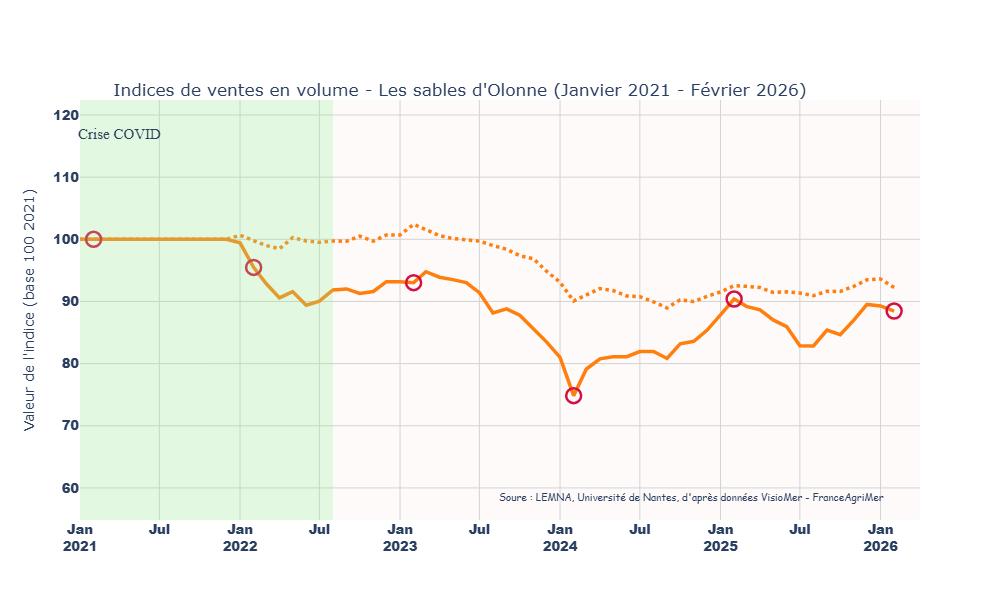 Indices de ventes en volume - Les sables d'Olonne (Janvier 2021 - Février 2026)
Crise COVID
Valeur de l'indice (base 100 2021)
120
110
100
90
80
70
60
Soure : LEMNA, Université de Nantes, d'après données VisioMer - FranceAgriMer
Jan Jul Jan Jul Jan Jul Jan Jul Jan Jul Jan
2021 2022 2023 2024 2025 2026